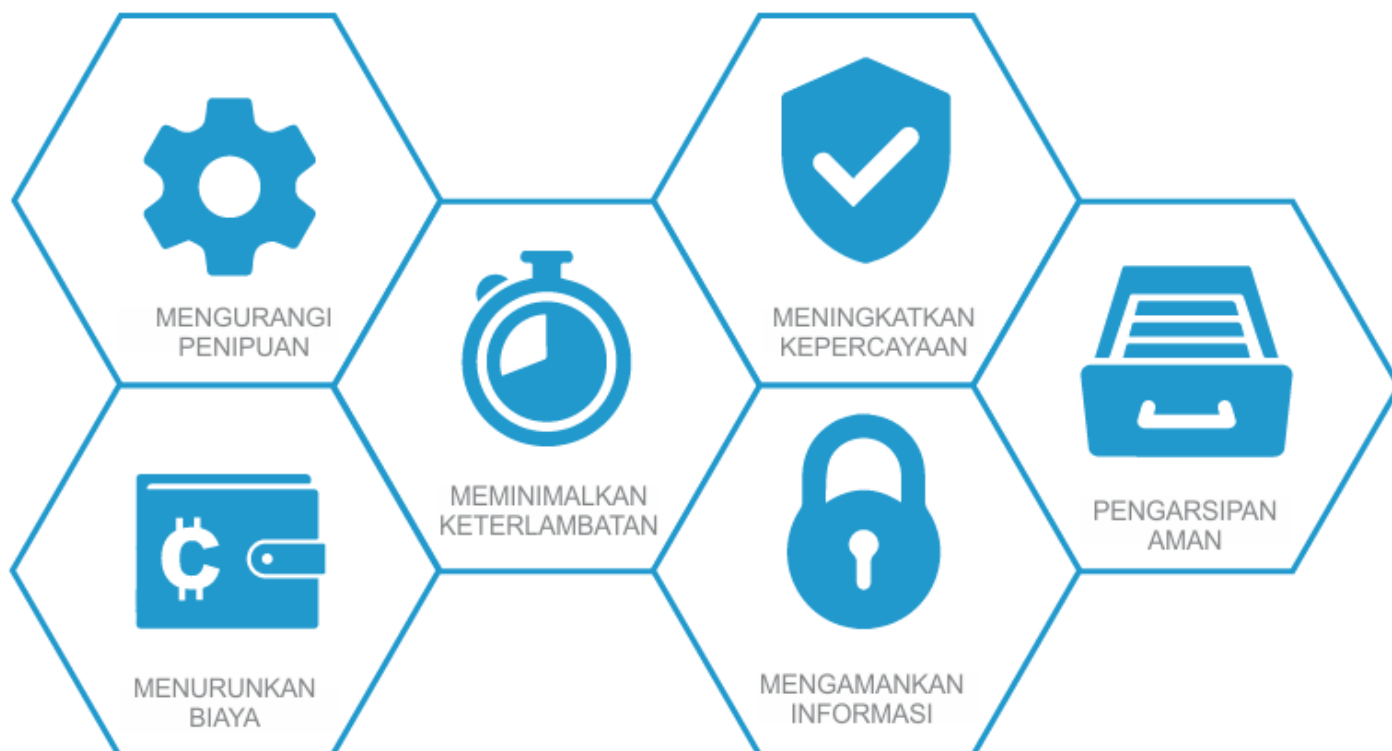 MENGURANGI
PENIPUAN
MEMINIMALKAN
KETERLAMBATAN
MENINGKATKAN
KEPERCAYAAN
PENGARSIPAN
AMAN
MENURUNKAN
BIAYA
MENGAMANKAN
INFORMASI